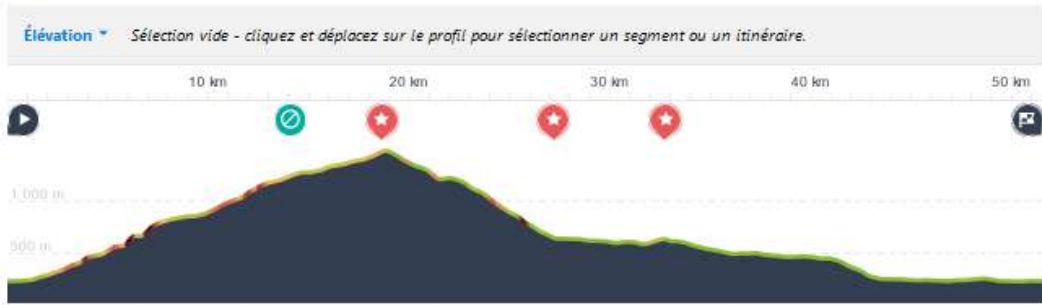 Élévation Sélection vide - cliquez et déplacez sur le profil pour sélectionner un segment ou un itinéraire.
10 km 20 km 30 km 40 km 50 km
1 000 m
500 m